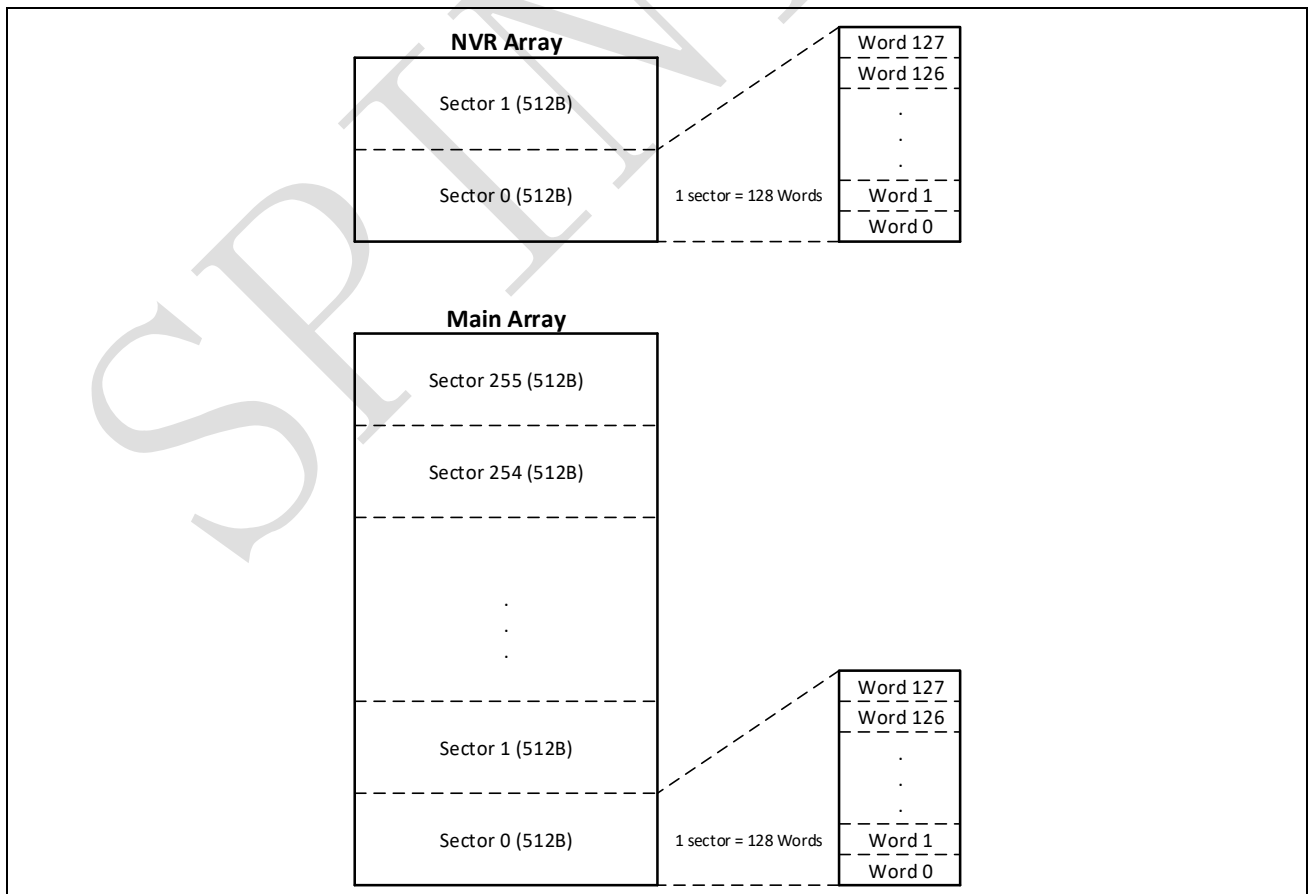 NVR Array
Sector 1 (512B)
Sector 0 (512B)
1 sector = 128 Words
Word 127
Word 126
.
.
.
Word 1
Word 0
Main Array
Sector 255 (512B)
Sector 254 (512B)
.
.
.
Sector 1 (512B)
Sector 0 (512B)
1 sector = 128 Words
Word 127
Word 126
.
.
.
Word 1
Word 0
SPIN